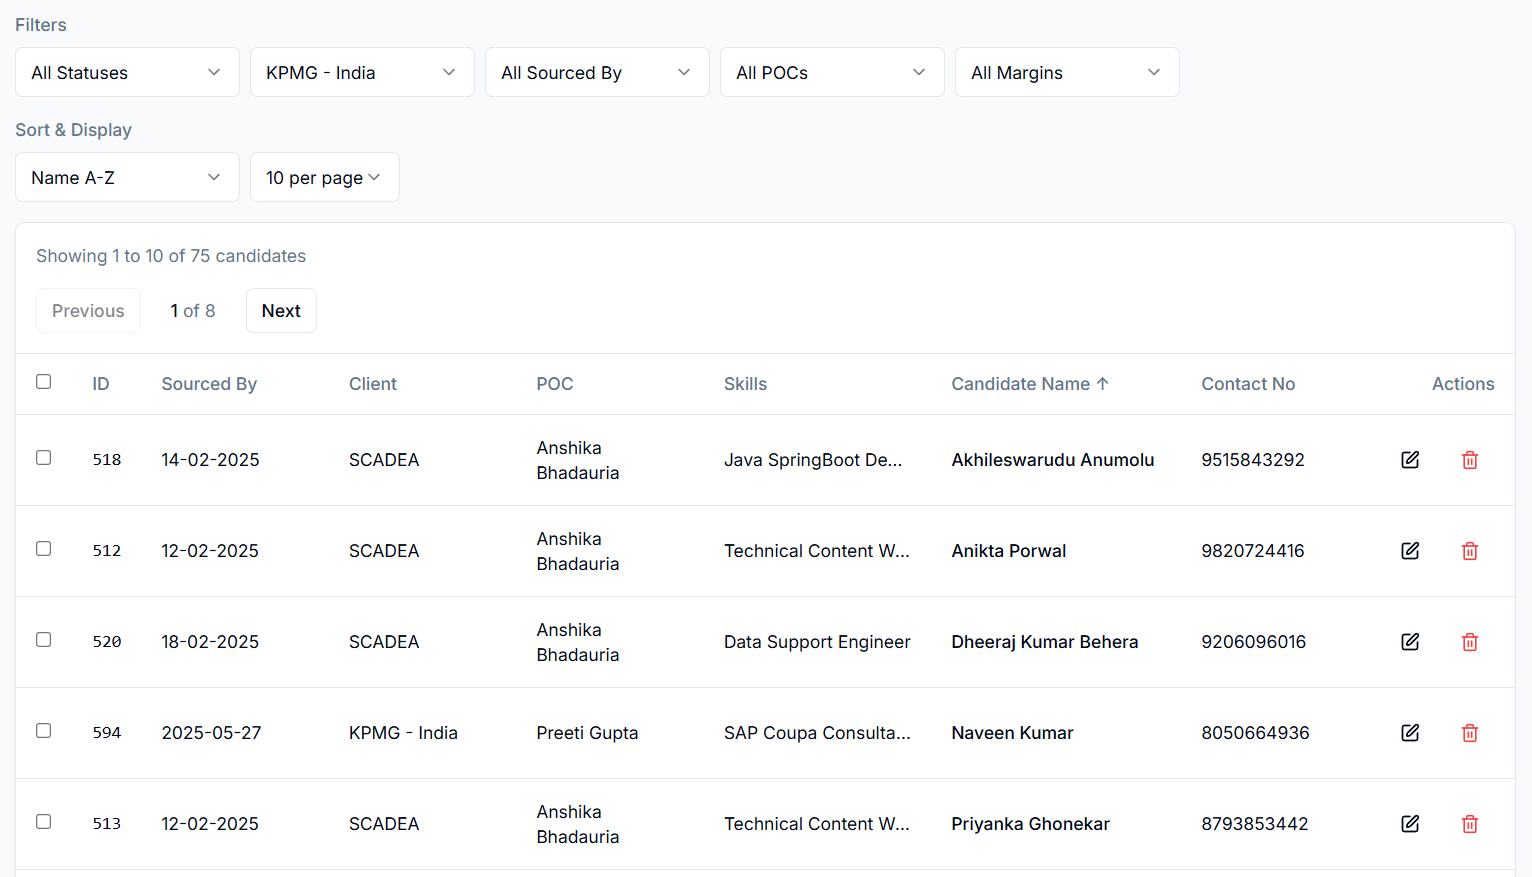 Filters
All Statuses KPMG - India All Sourced By All POCs All Margins
Sort & Display
Name A-Z 10 per page
Showing 1 to 10 of 75 candidates
Previous 1 of 8 Next
ID Sourced By Client POC Skills Candidate Name ↑ Contact No Actions
518 14-02-2025 SCADEA Anshika Bhadauria Java SpringBoot De... Akhileswarudu Anumolu 9515843292
512 12-02-2025 SCADEA Anshika Bhadauria Technical Content W... Anikta Porwal 9820724416
520 18-02-2025 SCADEA Anshika Bhadauria Data Support Engineer Dheeraj Kumar Behera 9206096016
594 2025-05-27 KPMG - India Preeti Gupta SAP Coupa Consulta... Naveen Kumar 8050664936
513 12-02-2025 SCADEA Anshika Bhadauria Technical Content W... Priyanka Ghonekar 8793853442